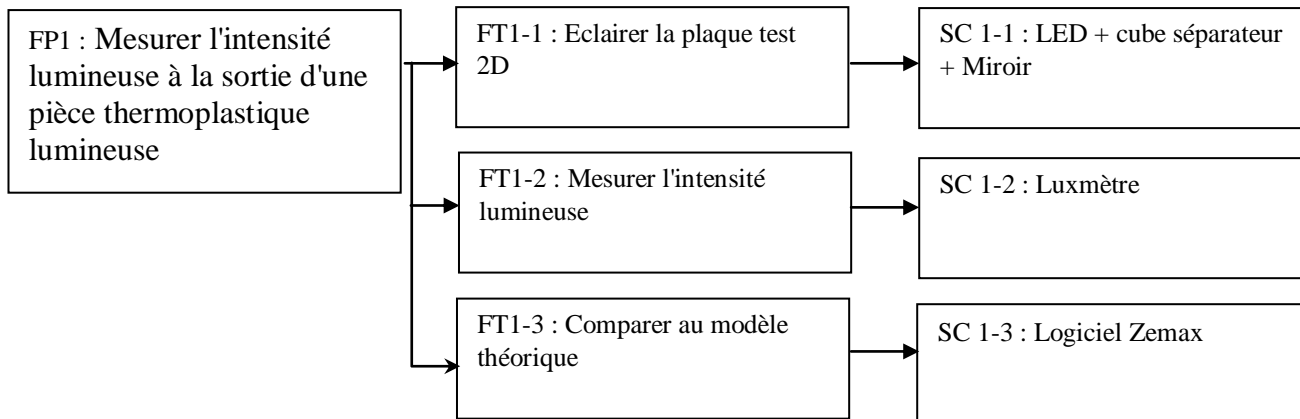 FP1 : Mesurer l'intensité
lumineuse à la sortie d'une
pièce thermoplastique
lumineuse
FT1-1 : Eclairer la plaque test
2D
SC 1-1 : LED + cube séparateur
+ Miroir
FT1-2 : Mesurer l'intensité
lumineuse
SC 1-2 : Luxmètre
FT1-3 : Comparer au modèle
théorique
SC 1-3 : Logiciel Zemax